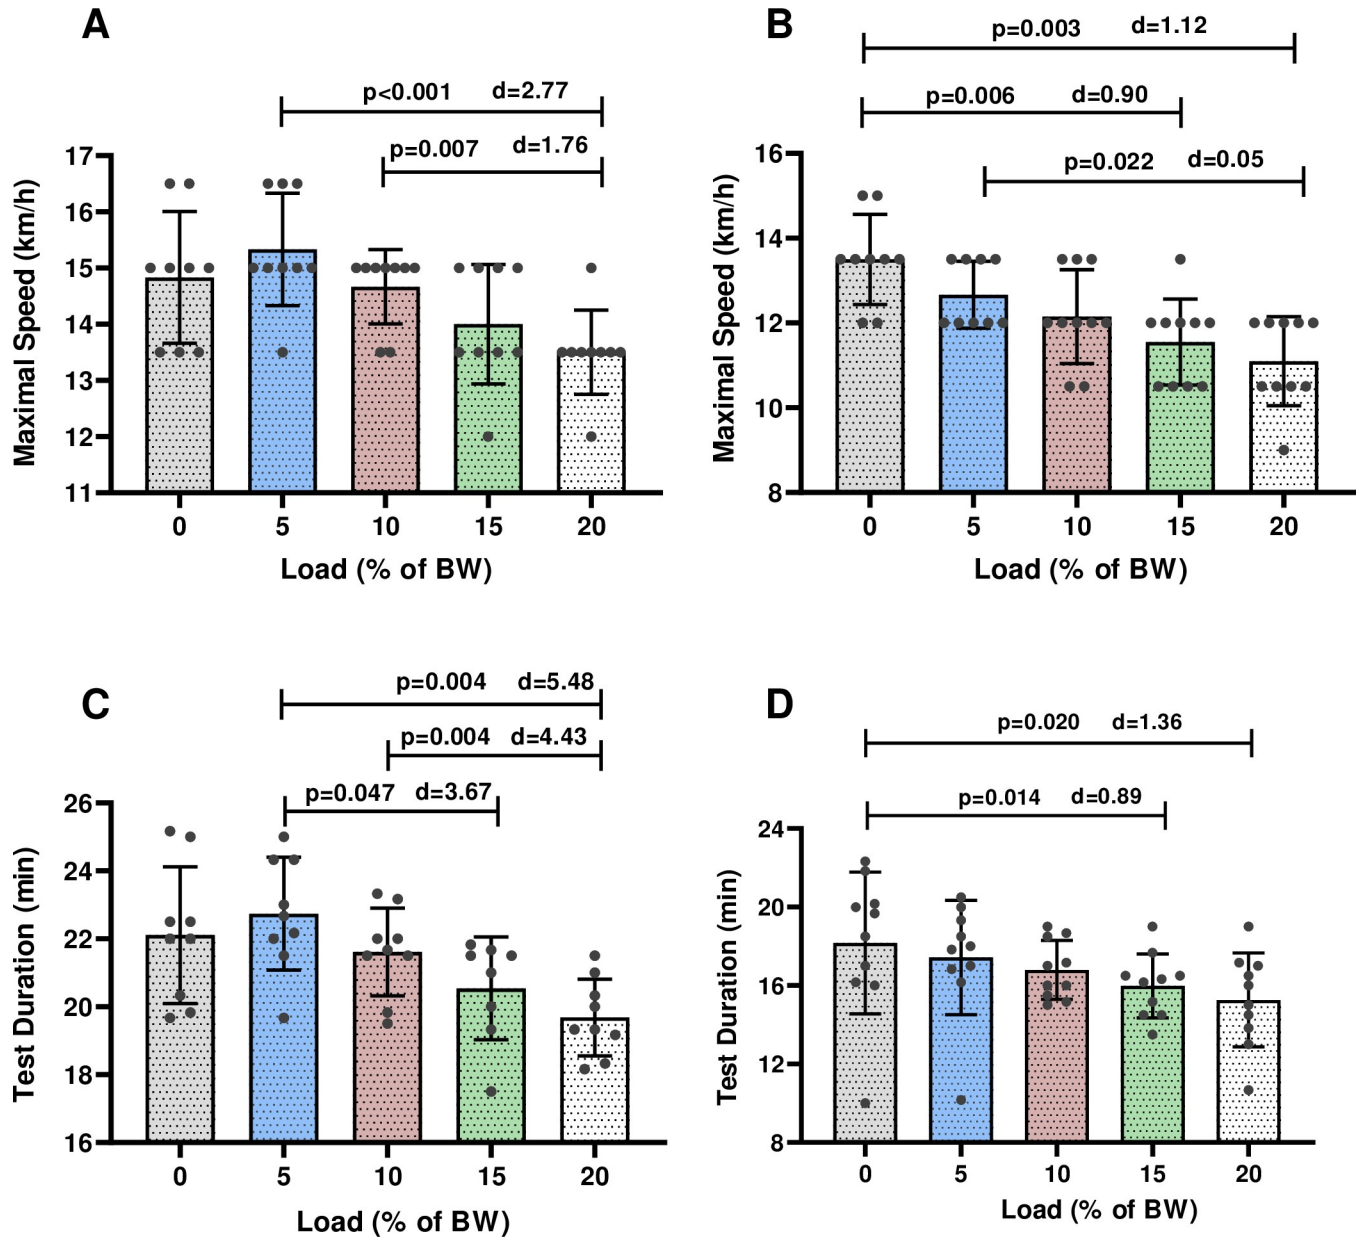 A
p<0.001 d=2.77
p=0.007 d=1.76
Maximal Speed (km/h)
17
16
15
14
13
12
11
0 5 10 15 20
Load (% of BW)
B
p=0.003 d=1.12
p=0.006 d=0.90
p=0.022 d=0.05
Maximal Speed (km/h)
16
14
12
10
8
0 5 10 15 20
Load (% of BW)
C
p=0.004 d=5.48
p=0.004 d=4.43
p=0.047 d=3.67
Test Duration (min)
26
24
22
20
18
16
0 5 10 15 20
Load (% of BW)
D
p=0.020 d=1.36
p=0.014 d=0.89
Test Duration (min)
24
20
16
12
8
0 5 10 15 20
Load (% of BW)